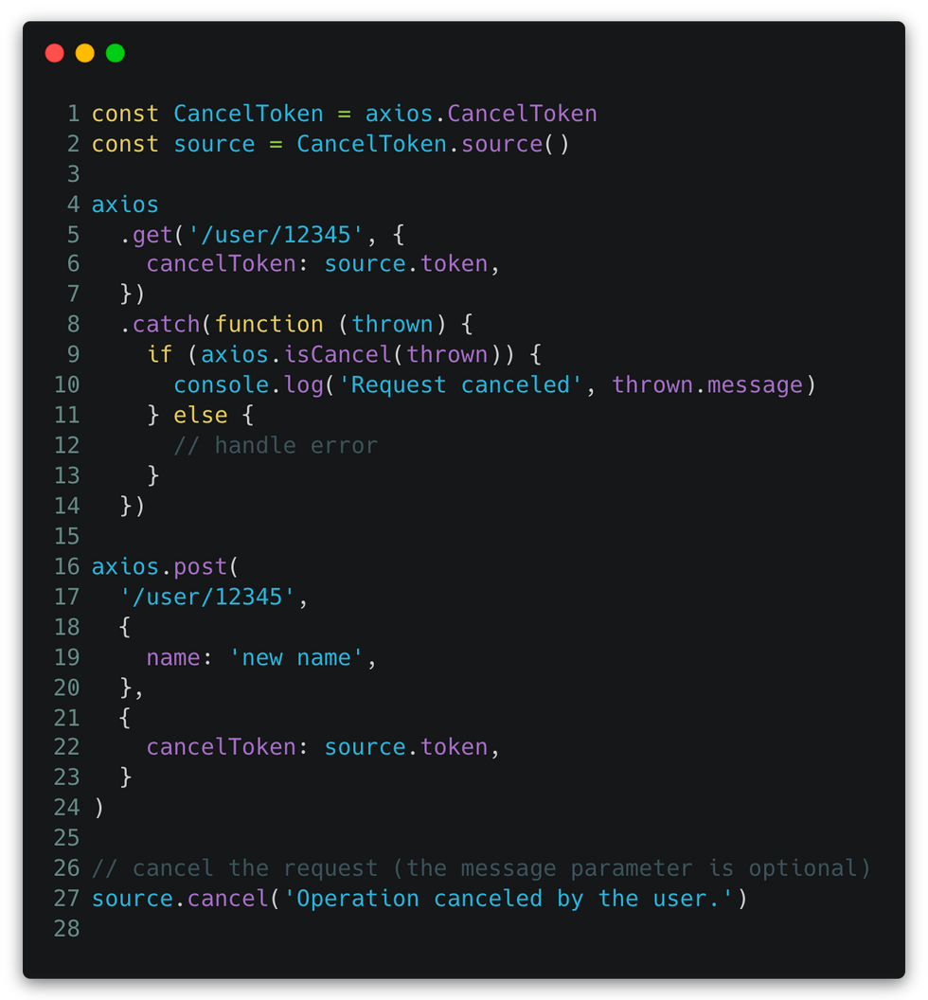 1 const CancelToken = axios.CancelToken
2 const source = CancelToken.source()
3
4 axios
5   .get('/user/12345', {
6     cancelToken: source.token,
7   })
8   .catch(function (thrown) {
9     if (axios.isCancel(thrown)) {
10       console.log('Request canceled', thrown.message)
11     } else {
12       // handle error
13     }
14   })
15
16 axios.post(
17   '/user/12345',
18   {
19     name: 'new name',
20   },
21   {
22     cancelToken: source.token,
23   }
24 )
25
26 // cancel the request (the message parameter is optional)
27 source.cancel('Operation canceled by the user.')
28